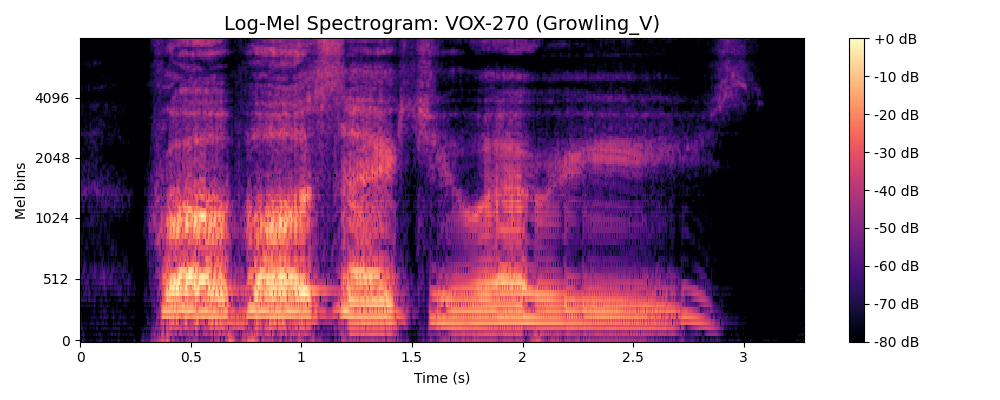 Log-Mel Spectrogram: VOX-270 (Growling_V)
Mel bins
4096
2048
1024
512
0
0
0.5
1
1.5
2
2.5
3
Time (s)
+0 dB
-10 dB
-20 dB
-30 dB
-40 dB
-50 dB
-60 dB
-70 dB
-80 dB